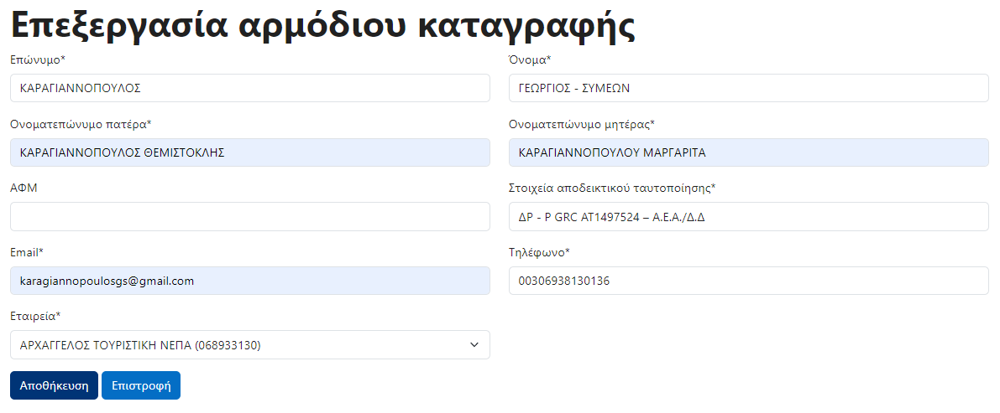 Επεξεργασία αρμόδιου καταγραφής
Επώνυμο*
Όνομα*
ΚΑΡΑΓΙΑΝΝΟΠΟΥΛΟΣ
ΓΕΩΡΓΙΟΣ - ΣΥΜΕΩΝ
Ονοματεπώνυμο πατέρα*
Ονοματεπώνυμο μητέρας*
ΚΑΡΑΓΙΑΝΝΟΠΟΥΛΟΣ ΘΕΜΙΣΤΟΚΛΗΣ
ΚΑΡΑΓΙΑΝΝΟΠΟΥΛΟΥ ΜΑΡΓΑΡΙΤΑ
ΑΦΜ
Στοιχεία αποδεικτικού ταυτοποίησης*
ΔΡ - P GRC AT1497524 – Α.Ε.Α./Δ.Δ
Email*
Τηλέφωνο*
karagiannopoulosgs@gmail.com
00306938130136
Εταιρεία*
ΑΡΧΑΓΓΕΛΟΣ ΤΟΥΡΙΣΤΙΚΗ ΝΕΠΑ (068933130)
Αποθήκευση
Επιστροφή